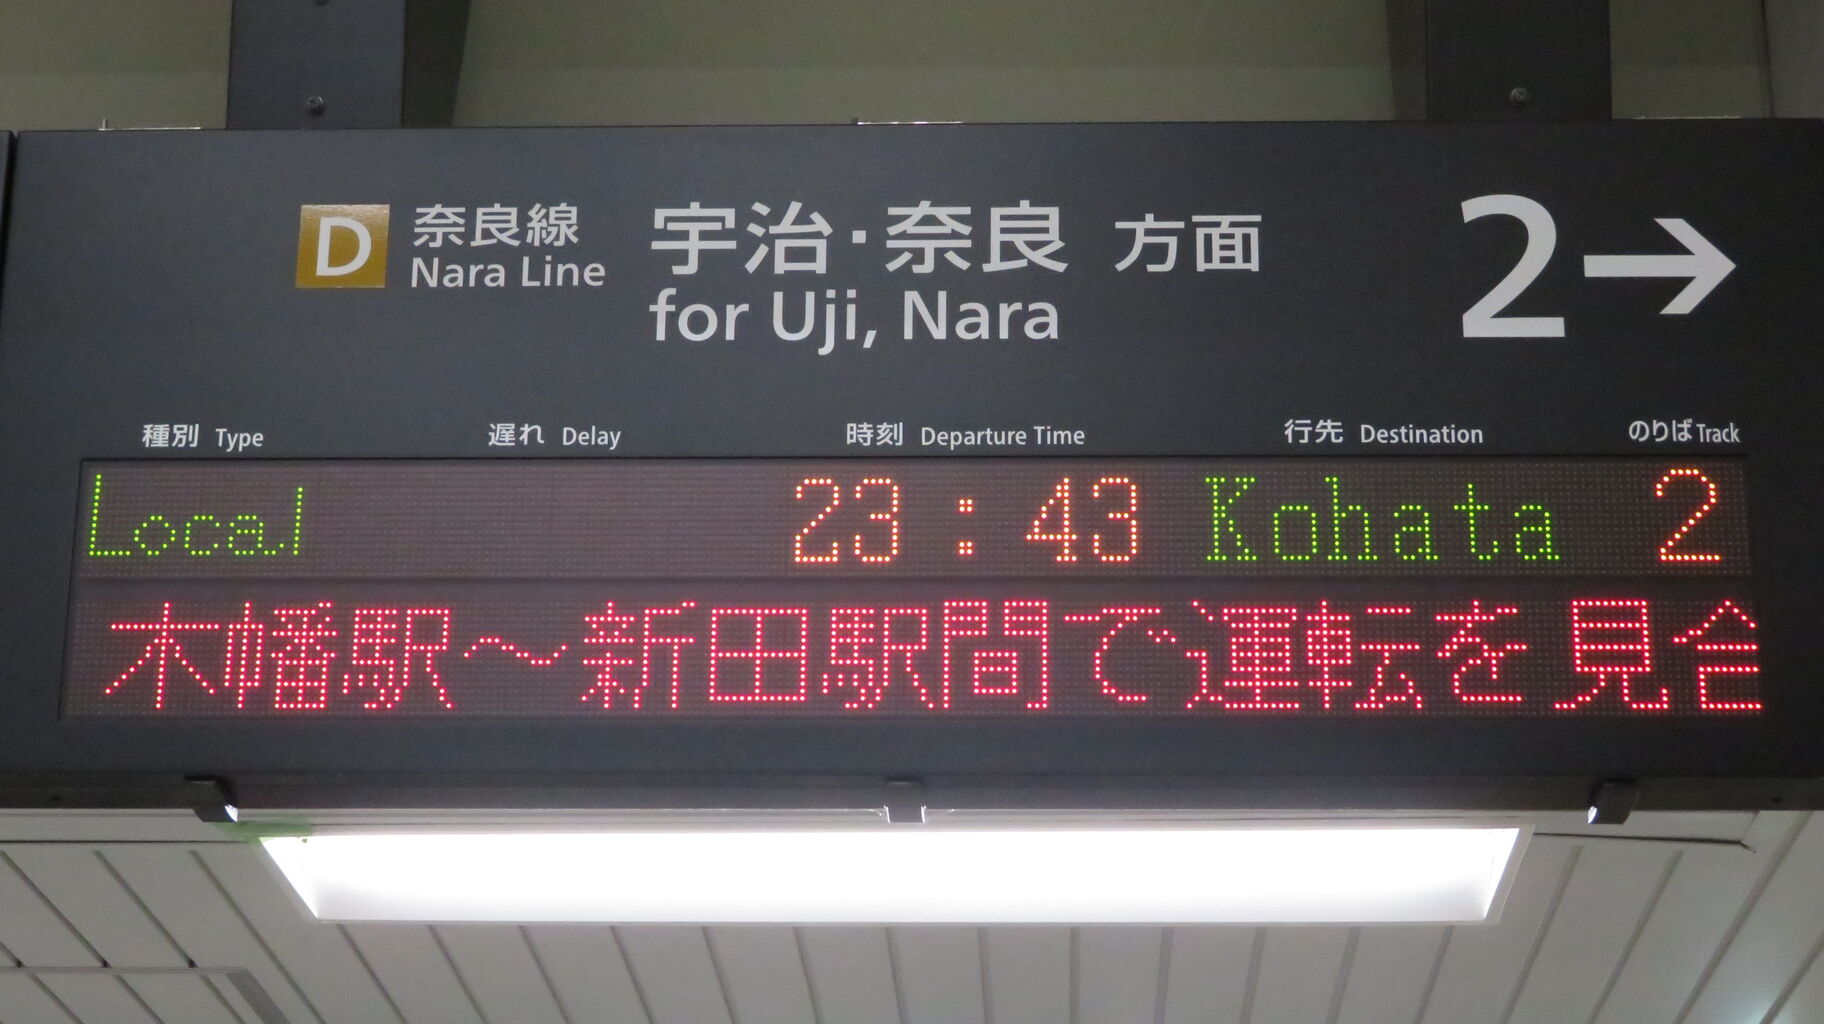 D 奈良線 宇治・奈良 方面 2→
Nara Line for Uji, Nara
種別 Type 遅れ Delay 時刻 Departure Time 行先 Destination のりば Track
Local 23:43 Kohata 2
木幡駅～新田駅間で運転を見合